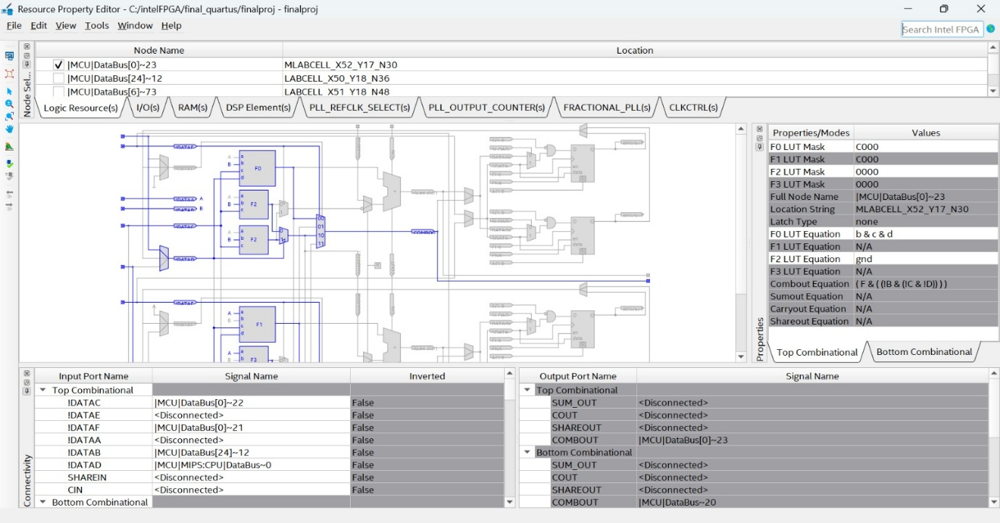 Resource Property Editor - C:/intelFPGA/final_quartus/finalproj - finalproj
File Edit View Tools Window Help
Search Intel FPGA
Node Sel...
Node Name Location
|MCU|DataBus[0]~23 MLABCELL_X52_Y17_N30
|MCU|DataBus[24]~12 LABCELL_X50_Y18_N36
|MCU|DataBus[6]~73 LABCELL_X51_Y18_N48
Logic Resource(s) I/O(s) RAM(s) DSP Element(s) PLL_REFCLK_SELECT(s) PLL_OUTPUT_COUNTER(s) FRACTIONAL_PLL(s) CLKCTRL(s)
F0
F2
F2
00
01
10
11
F1
F3
Properties
Properties/Modes Values
F0 LUT Mask C000
F1 LUT Mask C000
F2 LUT Mask 0000
F3 LUT Mask 0000
Full Node Name |MCU|DataBus[0]~23
Location String MLABCELL_X52_Y17_N30
Latch Type none
F0 LUT Equation b & c & d
F1 LUT Equation N/A
F2 LUT Equation gnd
F3 LUT Equation N/A
Combout Equation ( F & ( (!B & (!C & !D)) ) )
Sumout Equation N/A
Carryout Equation N/A
Shareout Equation N/A
Top Combinational Bottom Combinational
Connectivity
Input Port Name Signal Name Inverted
Top Combinational
!DATAC |MCU|DataBus[0]~22 False
!DATAE <Disconnected> False
!DATAF |MCU|DataBus[0]~21 False
!DATAA <Disconnected> False
!DATAB |MCU|DataBus[24]~12 False
!DATAD |MCU|MIPS:CPU|DataBus~0 False
SHAREIN <Disconnected> False
CIN <Disconnected> False
Bottom Combinational
Output Port Name Signal Name
Top Combinational
SUM_OUT <Disconnected>
COUT <Disconnected>
SHAREOUT <Disconnected>
COMBOUT |MCU|DataBus[0]~23
Bottom Combinational
SUM_OUT <Disconnected>
COUT <Disconnected>
SHAREOUT <Disconnected>
COMBOUT |MCU|DataBus~20